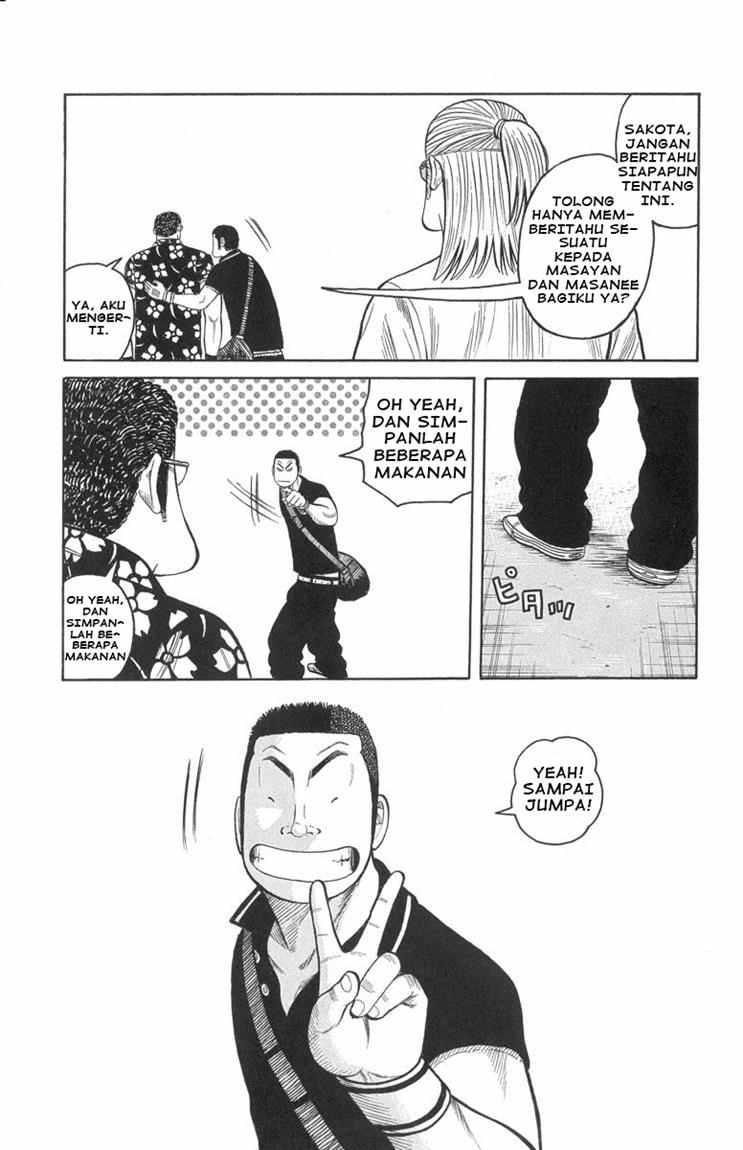 SAKOTA,
JANGAN
BERITAHU
SIAPAPUN
TENTANG
INI.
TOLONG
HANYA MEM-
BERITAHU SE-
SUATU
KEPADA
MASAYAN
DAN MASANEE
BAGIKU YA?
YA, AKU
MENGER-
TI.
OH YEAH,
DAN SIM-
PANLAH
BEBERAPA
MAKANAN
OH YEAH,
DAN
SIMPAN-
LAH BE-
BERAPA
MAKANAN
ピタッ
YEAH!
SAMPAI
JUMPA!